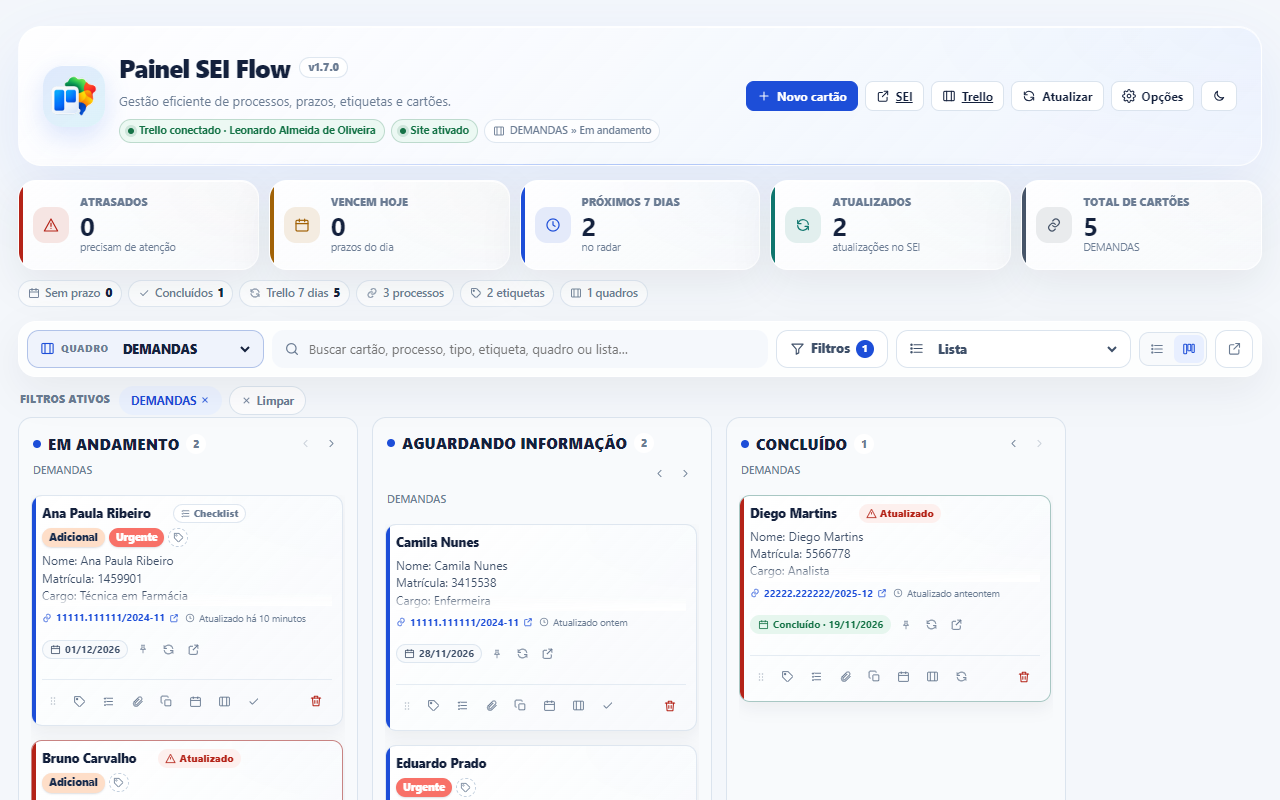 Painel SEI Flow v1.7.0
Gestão eficiente de processos, prazos, etiquetas e cartões.
Trello conectado · Leonardo Almeida de Oliveira
Site ativado
DEMANDAS » Em andamento
Novo cartão
SEI
Trello
Atualizar
Opções
ATRASADOS
0
precisam de atenção
VENCEM HOJE
0
prazos do dia
PRÓXIMOS 7 DIAS
2
no radar
ATUALIZADOS
2
atualizações no SEI
TOTAL DE CARTÕES
5
DEMANDAS
Sem prazo 0
Concluídos 1
Trello 7 dias 5
3 processos
2 etiquetas
1 quadros
QUADRO DEMANDAS
Buscar cartão, processo, tipo, etiqueta, quadro ou lista...
Filtros 1
Lista
FILTROS ATIVOS
DEMANDAS ×
× Limpar
EM ANDAMENTO 2
DEMANDAS
Ana Paula Ribeiro
Checklist
Adicional
Urgente
Nome: Ana Paula Ribeiro
Matrícula: 1459901
Cargo: Técnica em Farmácia
11111.111111/2024-11
Atualizado há 10 minutos
01/12/2026
Bruno Carvalho
Atualizado
Adicional
AGUARDANDO INFORMAÇÃO 2
DEMANDAS
Camila Nunes
Nome: Camila Nunes
Matrícula: 3415538
Cargo: Enfermeira
11111.111111/2024-11
Atualizado ontem
28/11/2026
Eduardo Prado
Urgente
CONCLUÍDO 1
DEMANDAS
Diego Martins
Atualizado
Nome: Diego Martins
Matrícula: 5566778
Cargo: Analista
22222.222222/2025-12
Atualizado anteontem
Concluído · 19/11/2026